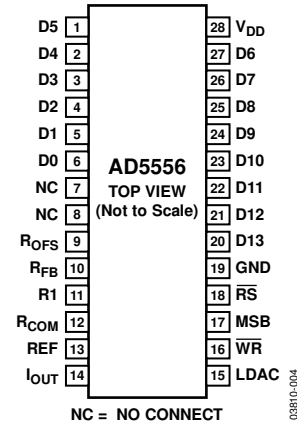 D5 1 28 VDD
D4 2 27 D6
D3 3 26 D7
D2 4 25 D8
D1 5 24 D9
D0 6 23 D10
NC 7 22 D11
NC 8 21 D12
ROFS 9 20 D13
RFB 10 19 GND
R1 11 18 R̅S̅
RCOM 12 17 MSB
REF 13 16 W̅R̅
IOUT 14 15 LDAC
AD5556
TOP VIEW
(Not to Scale)
NC = NO CONNECT
03810-004